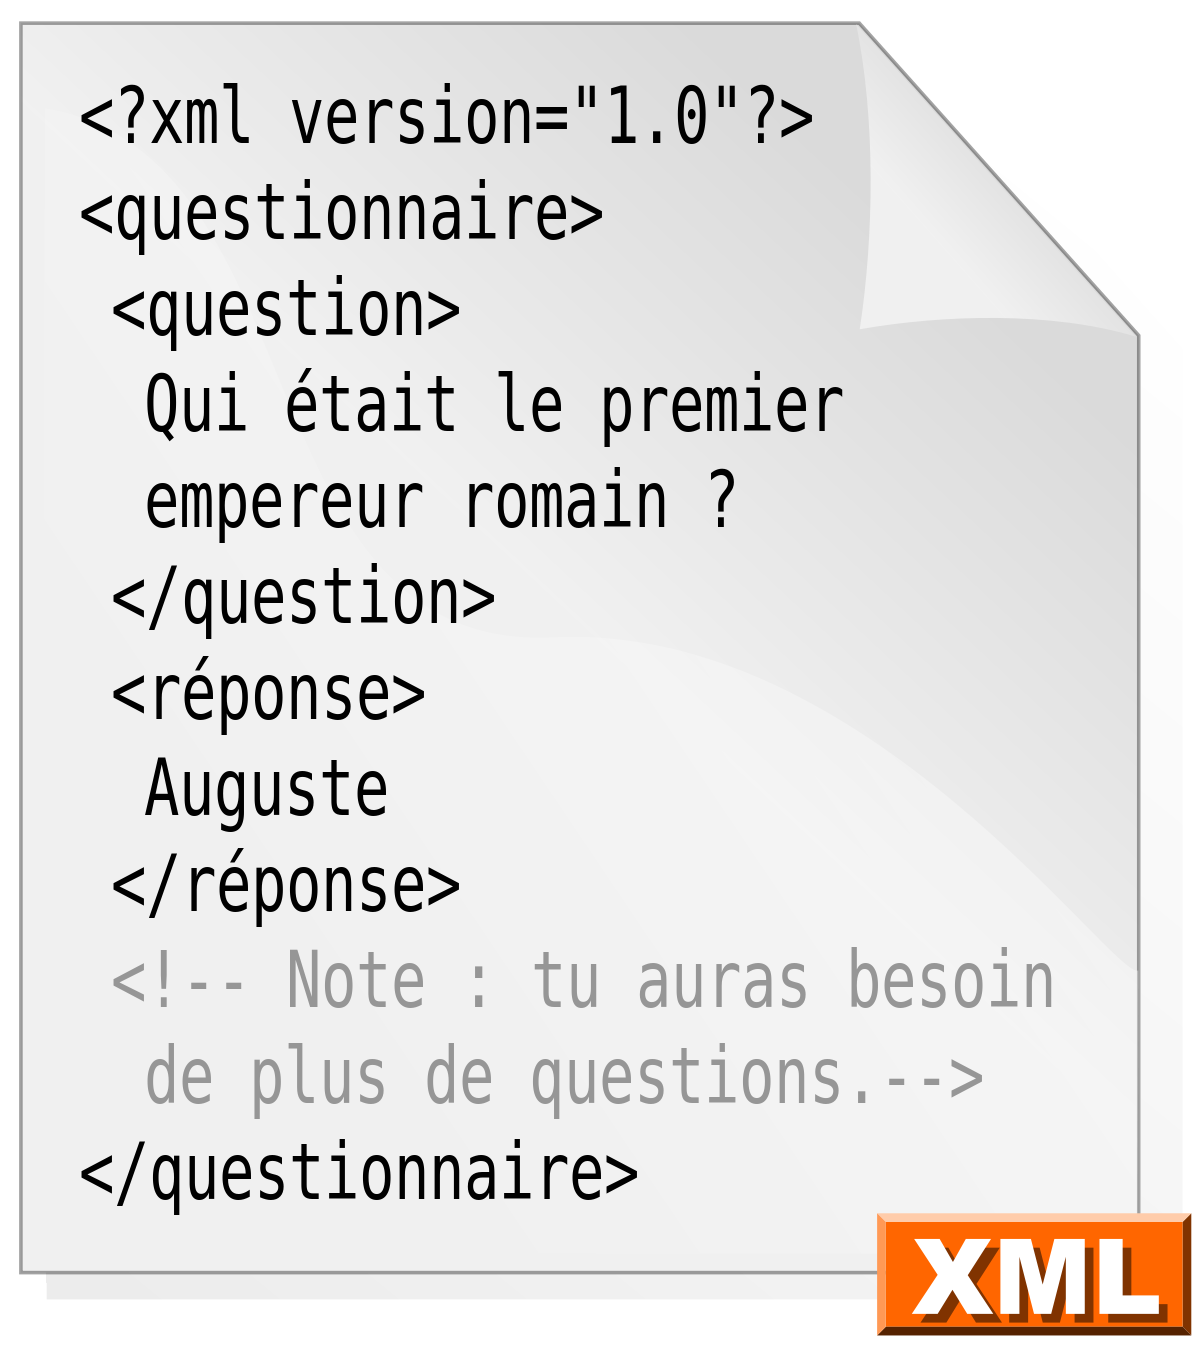 <?xml version="1.0"?>
<questionnaire>
<question>
Qui était le premier
empereur romain ?
</question>
<réponse>
Auguste
</réponse>
<!-- Note : tu auras besoin
de plus de questions.-->
</questionnaire>
XML